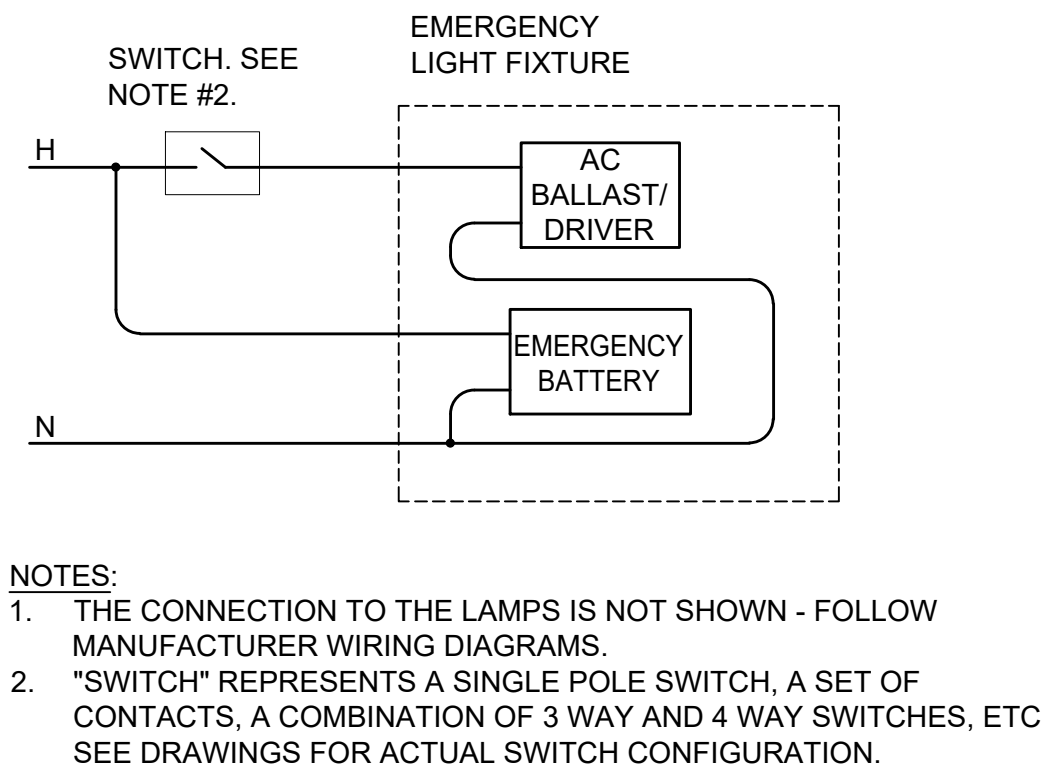 EMERGENCY
LIGHT FIXTURE
SWITCH. SEE
NOTE #2.
H
AC
BALLAST/
DRIVER
EMERGENCY
BATTERY
N
NOTES:
1. THE CONNECTION TO THE LAMPS IS NOT SHOWN - FOLLOW
MANUFACTURER WIRING DIAGRAMS.
2. "SWITCH" REPRESENTS A SINGLE POLE SWITCH, A SET OF
CONTACTS, A COMBINATION OF 3 WAY AND 4 WAY SWITCHES, ETC
SEE DRAWINGS FOR ACTUAL SWITCH CONFIGURATION.